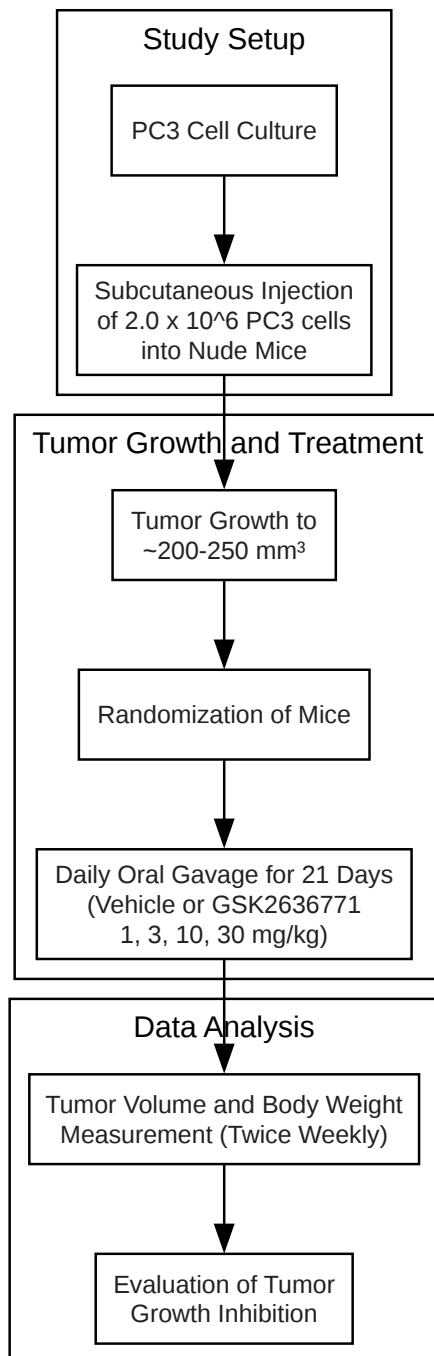 Study Setup
PC3 Cell Culture
Subcutaneous Injection
of 2.0 x 10^6 PC3 cells
into Nude Mice
Tumor Growth and Treatment
Tumor Growth to
~200-250 mm³
Randomization of Mice
Daily Oral Gavage for 21 Days
(Vehicle or GSK2636771
1, 3, 10, 30 mg/kg)
Data Analysis
Tumor Volume and Body Weight
Measurement (Twice Weekly)
Evaluation of Tumor
Growth Inhibition